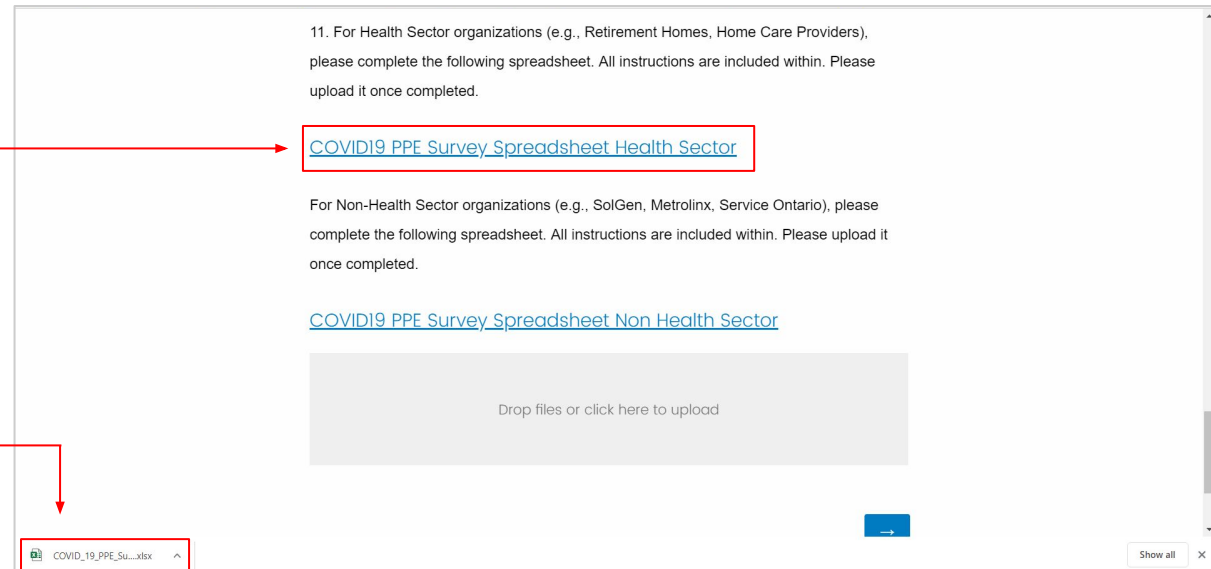 11. For Health Sector organizations (e.g., Retirement Homes, Home Care Providers),
please complete the following spreadsheet. All instructions are included within. Please
upload it once completed.
COVID19 PPE Survey Spreadsheet Health Sector
For Non-Health Sector organizations (e.g., SolGen, Metrolinx, Service Ontario), please
complete the following spreadsheet. All instructions are included within. Please upload it
once completed.
COVID19 PPE Survey Spreadsheet Non Health Sector
Drop files or click here to upload
→
COVID_19_PPE_Su....xlsx
Show all